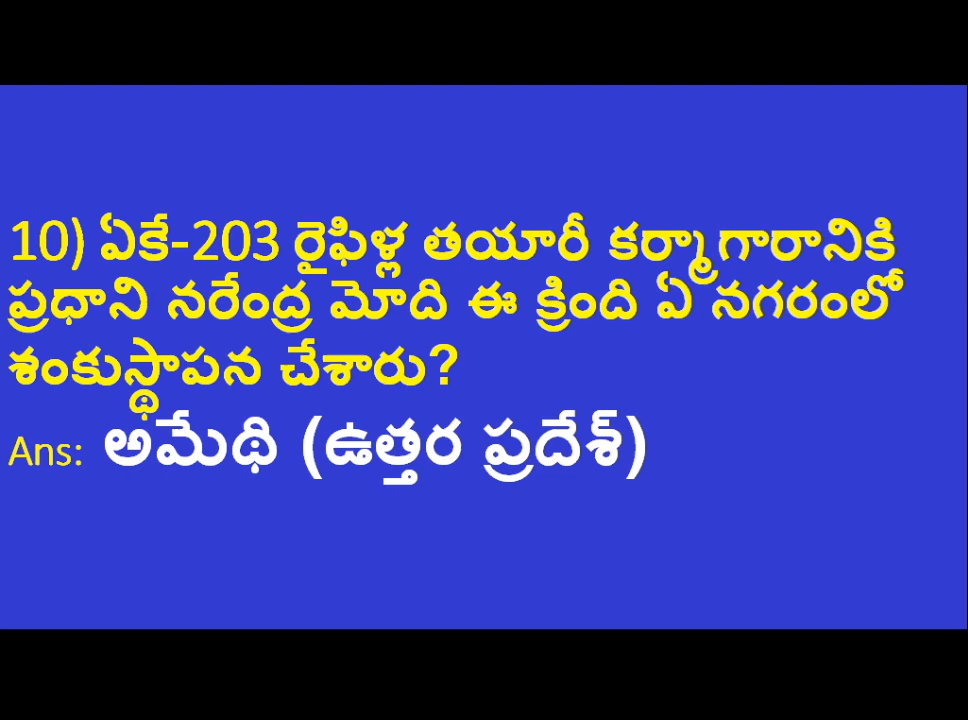 10) ఏకే-203 రైఫిళ్ల తయారీ కర్మాగారానికి
ప్రధాని నరేంద్ర మోది ఈ క్రింది ఏ నగరంలో
శంకుస్థాపన చేశారు?
Ans: అమేథి (ఉత్తర ప్రదేశ్)